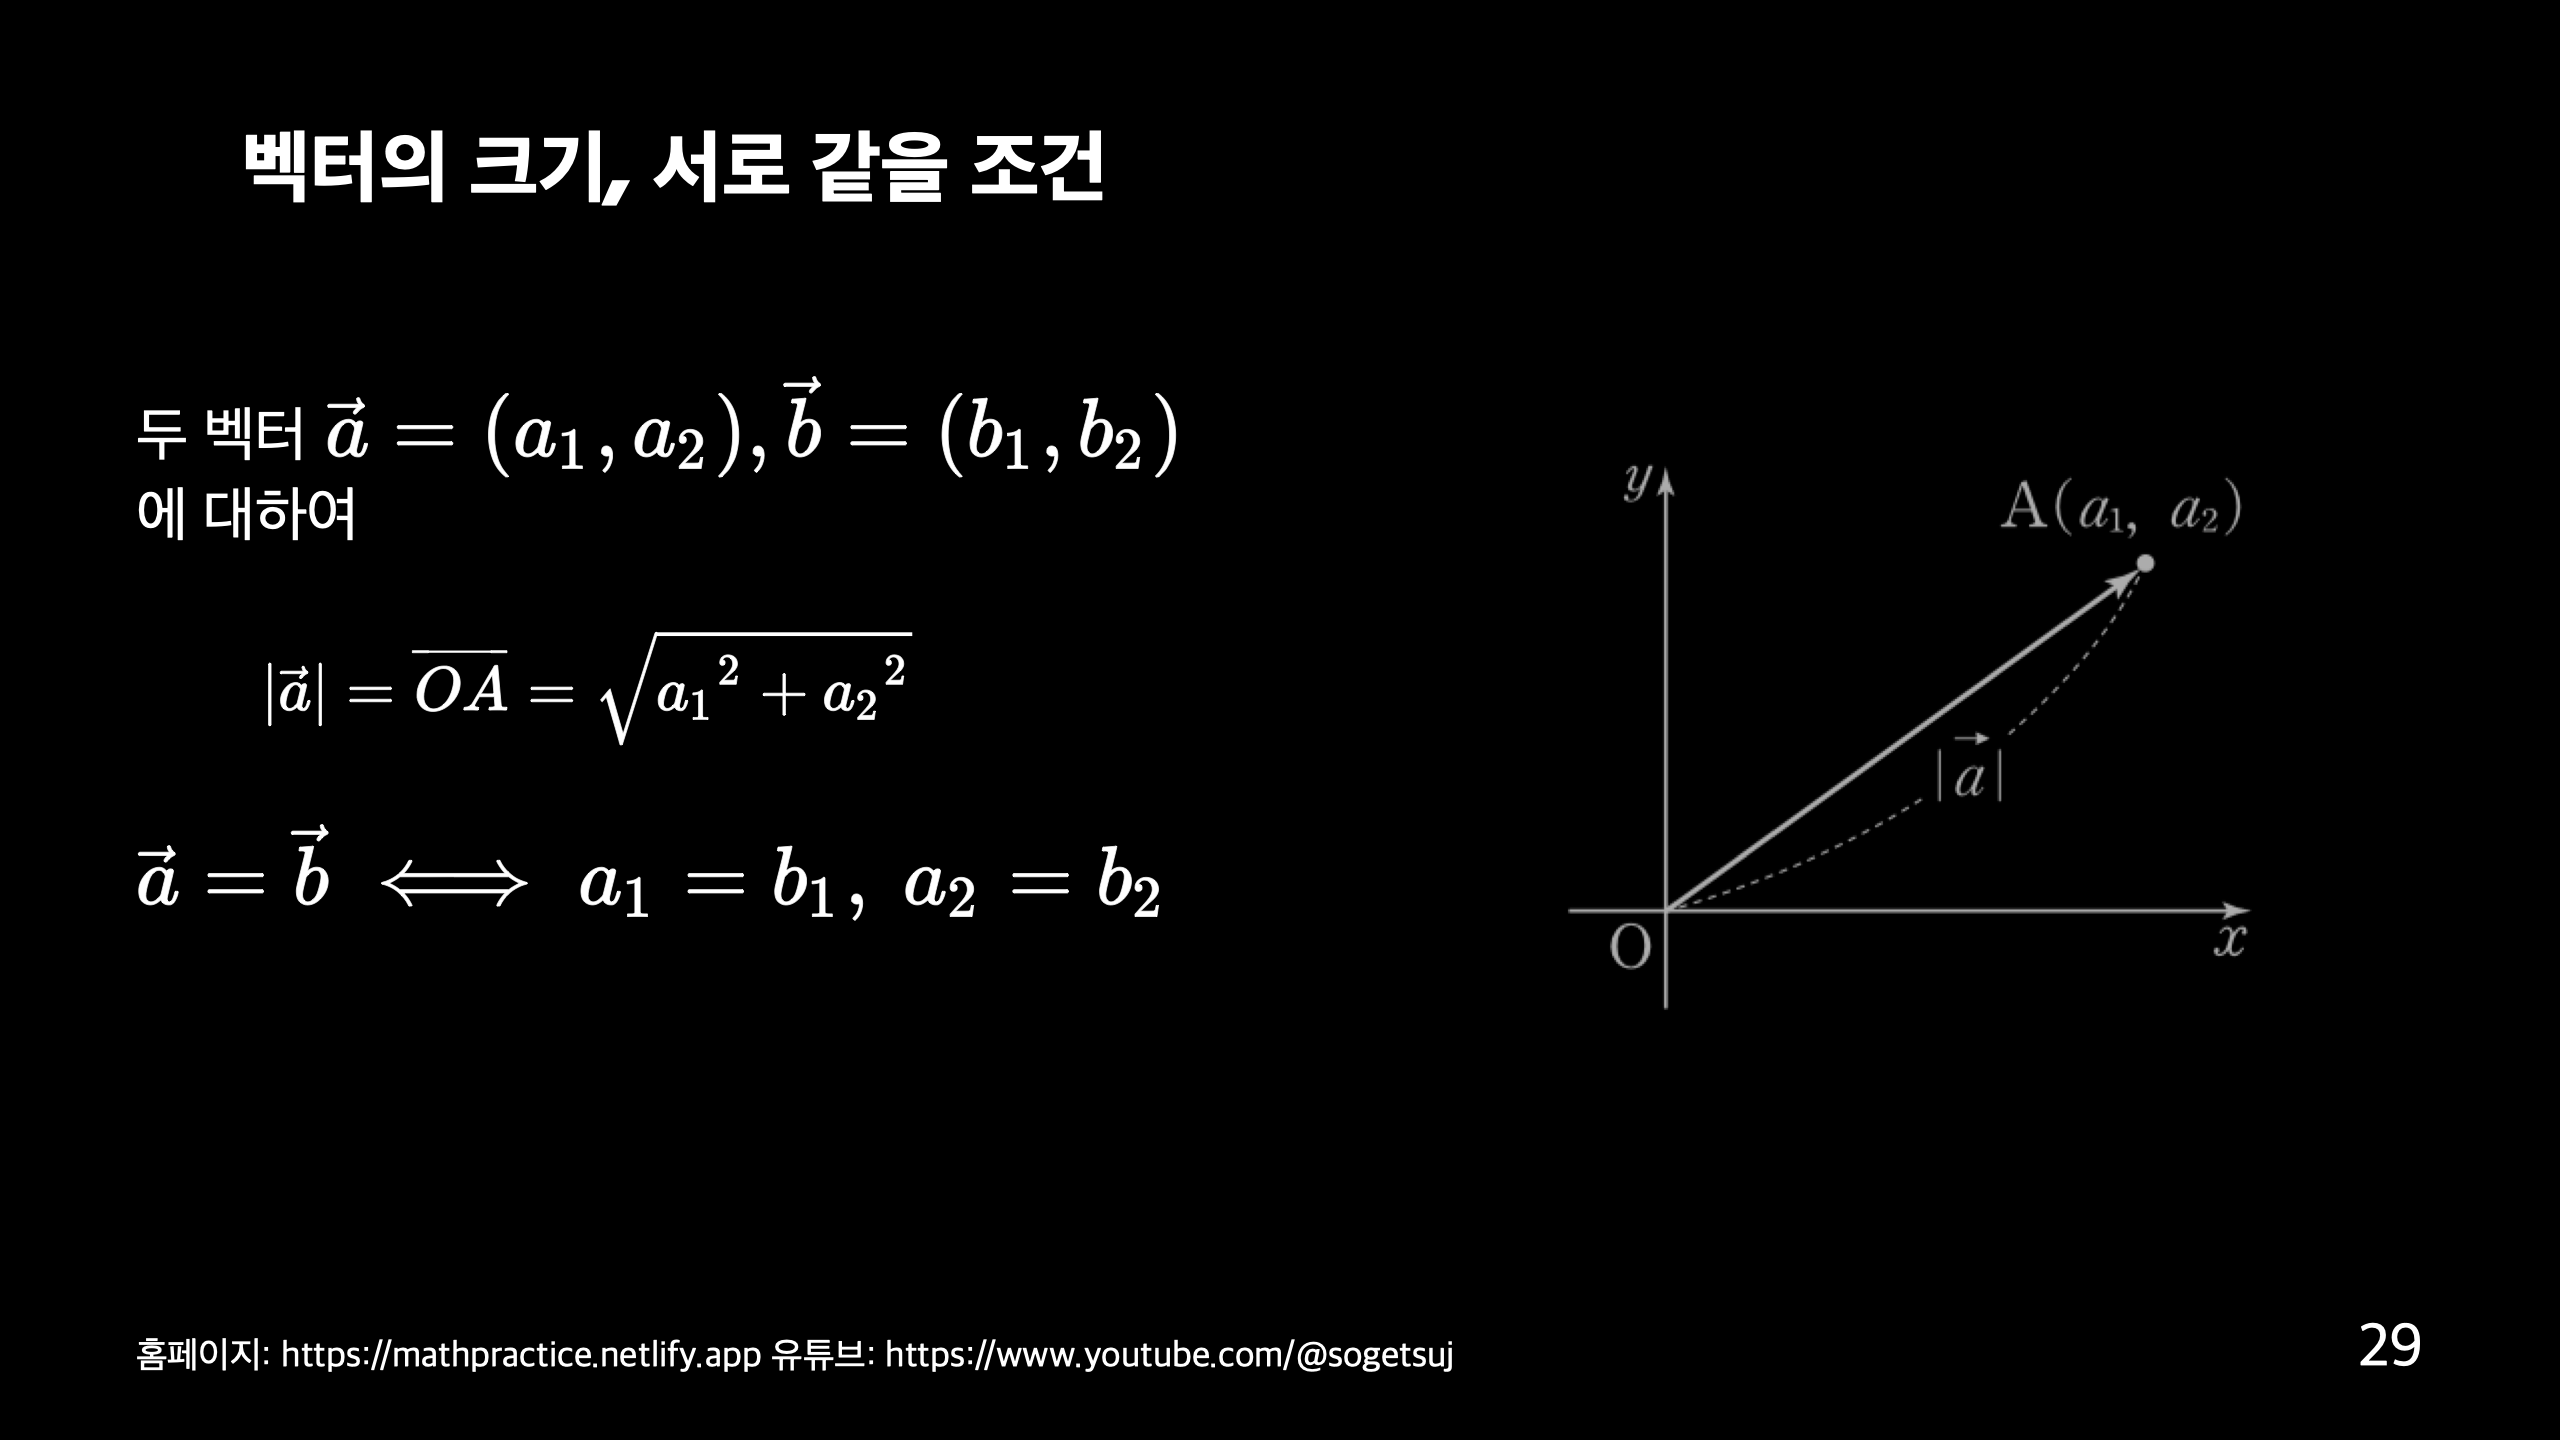 벡터의 크기, 서로 같을 조건
두 벡터 $\vec{a} = (a_1, a_2), \vec{b} = (b_1, b_2)$
에 대하여
$|\vec{a}| = \overline{OA} = \sqrt{{a_1}^2 + {a_2}^2}$
$\vec{a} = \vec{b} \iff a_1 = b_1,\ a_2 = b_2$
y
A(a₁, a₂)
$|\vec{a}|$
O
x
홈페이지: https://mathpractice.netlify.app 유튜브: https://www.youtube.com/@sogetsuj
29